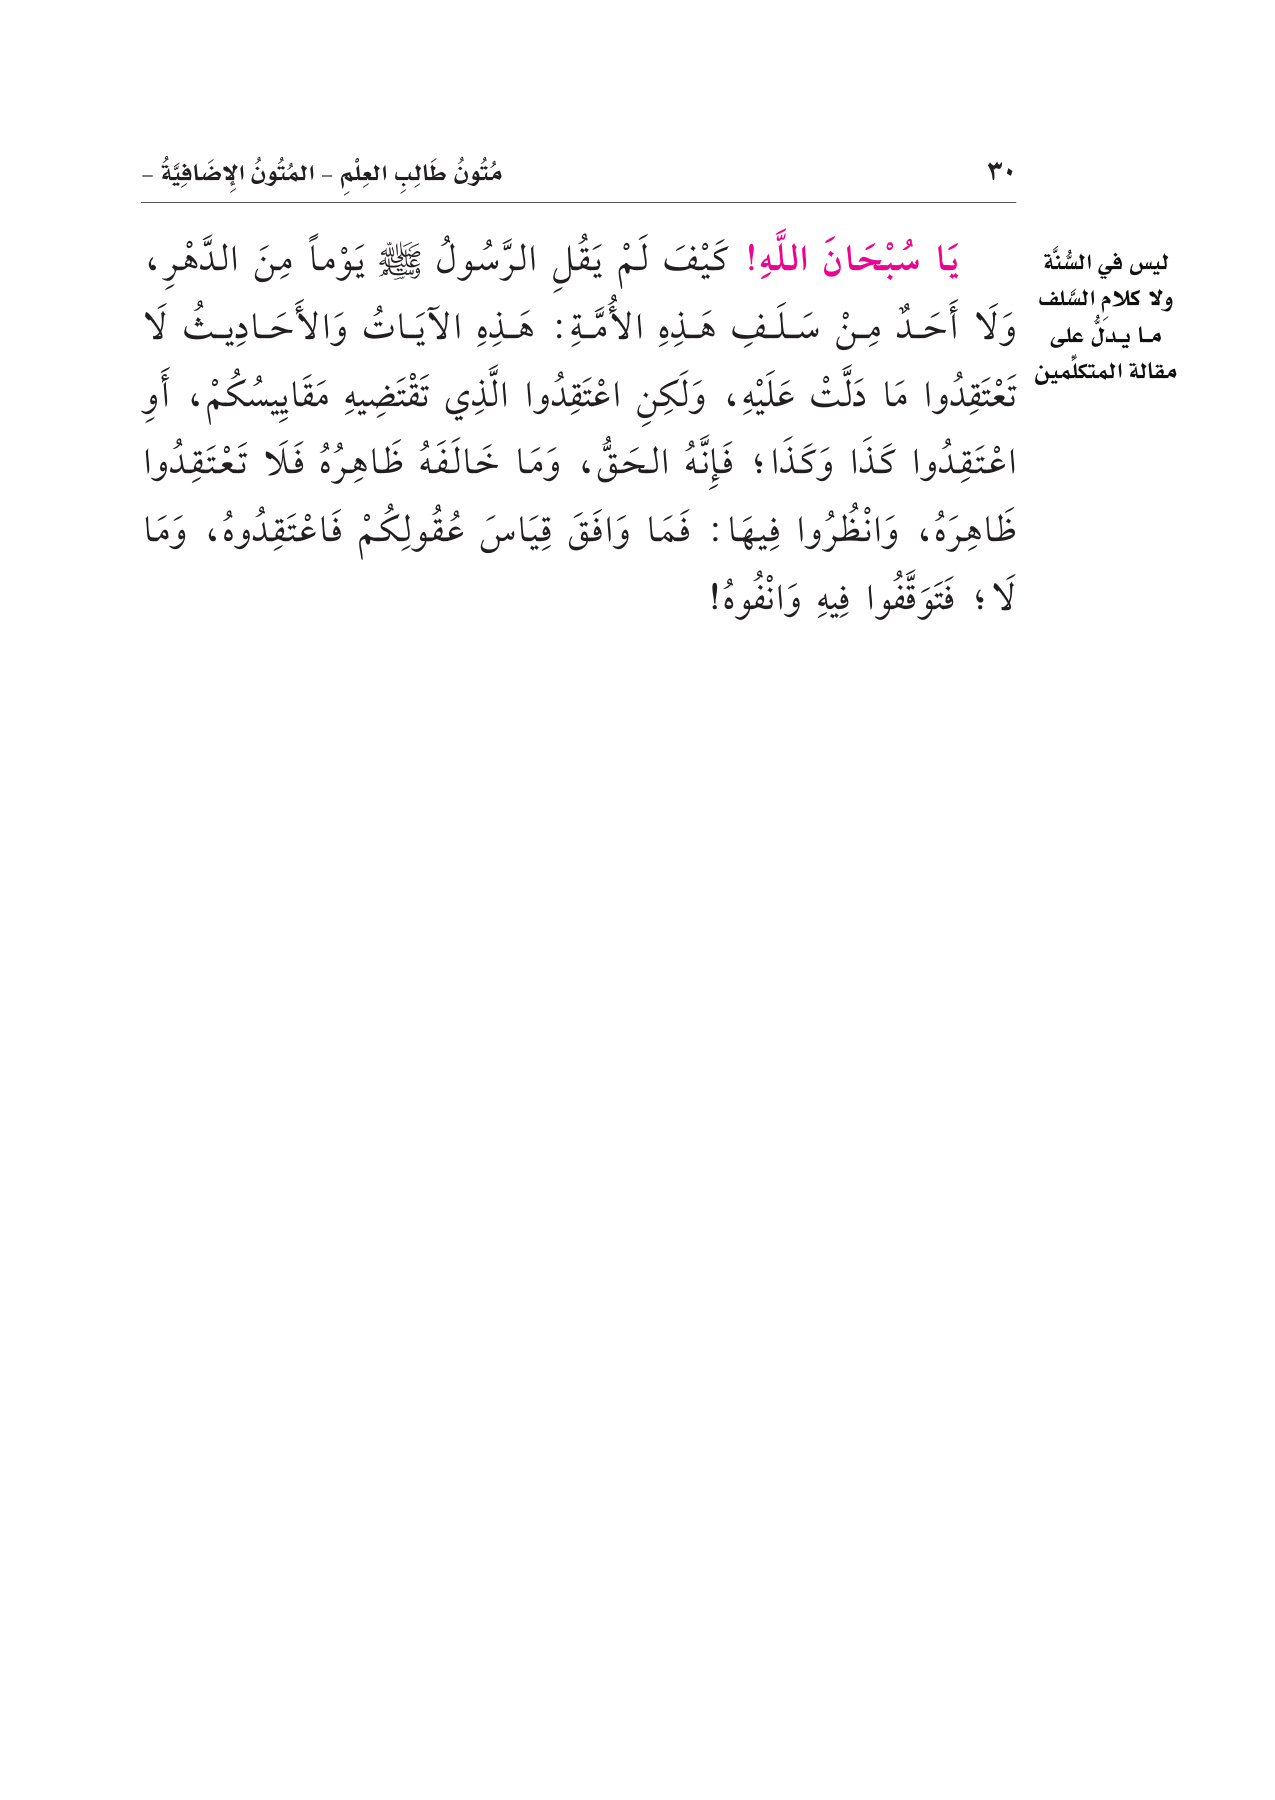 ٣٠
مُتُونُ طَالِبِ العِلْمِ - المُتُونُ الإِضَافِيَّةُ -
يَا سُبْحَانَ اللَّهِ! كَيْفَ لَمْ يَقُلِ الرَّسُولُ ﷺ يَوْماً مِنَ الدَّهْرِ،
وَلَا أَحَدٌ مِنْ سَلَفِ هَذِهِ الأُمَّةِ: هَذِهِ الآيَاتُ وَالأَحَادِيثُ لَا
تَعْتَقِدُوا مَا دَلَّتْ عَلَيْهِ، وَلَكِنِ اعْتَقِدُوا الَّذِي تَقْتَضِيهِ مَقَايِيسُكُمْ، أَوِ
اعْتَقِدُوا كَذَا وَكَذَا؛ فَإِنَّهُ الحَقُّ، وَمَا خَالَفَهُ ظَاهِرُهُ فَلَا تَعْتَقِدُوا
ظَاهِرَهُ، وَانْظُرُوا فِيهَا: فَمَا وَافَقَ قِيَاسَ عُقُولِكُمْ فَاعْتَقِدُوهُ، وَمَا
لَا؛ فَتَوَقَّفُوا فِيهِ وَانْفُوهُ!
ليس في السُّنَّة
ولا كلامِ السَّلف
ما يدلُّ على
مقالة المتكلِّمين